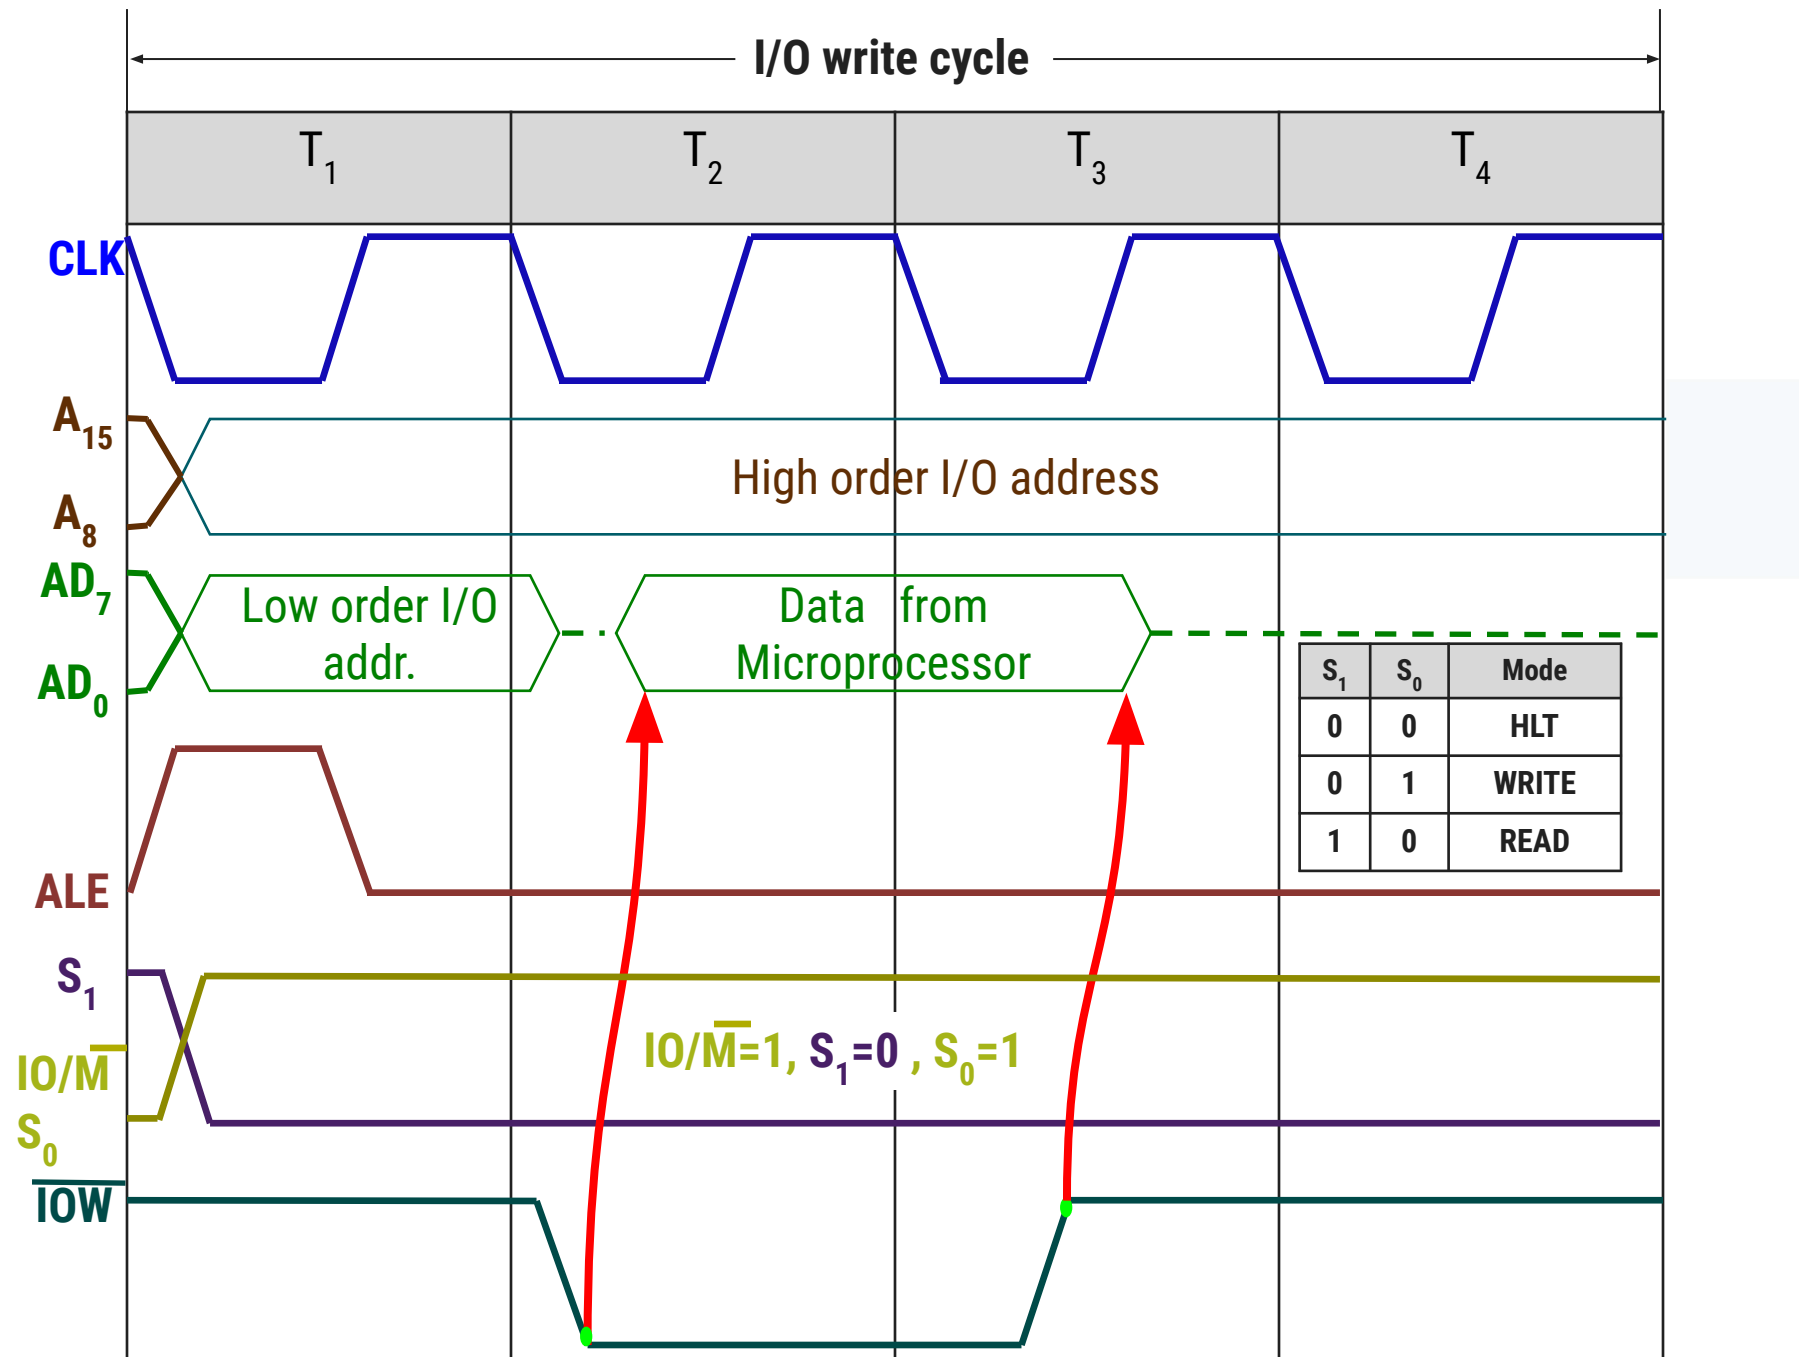 I/O write cycle
T1 T2 T3 T4
CLK
A15
High order I/O address
A8
AD7
Low order I/O
addr.
Data from
Microprocessor
AD0
S1 S0 Mode
0 0 HLT
0 1 WRITE
1 0 READ
ALE
S1
IO/M̅=1, S1=0 , S0=1
IO/M̅
S0
I̅O̅W̅